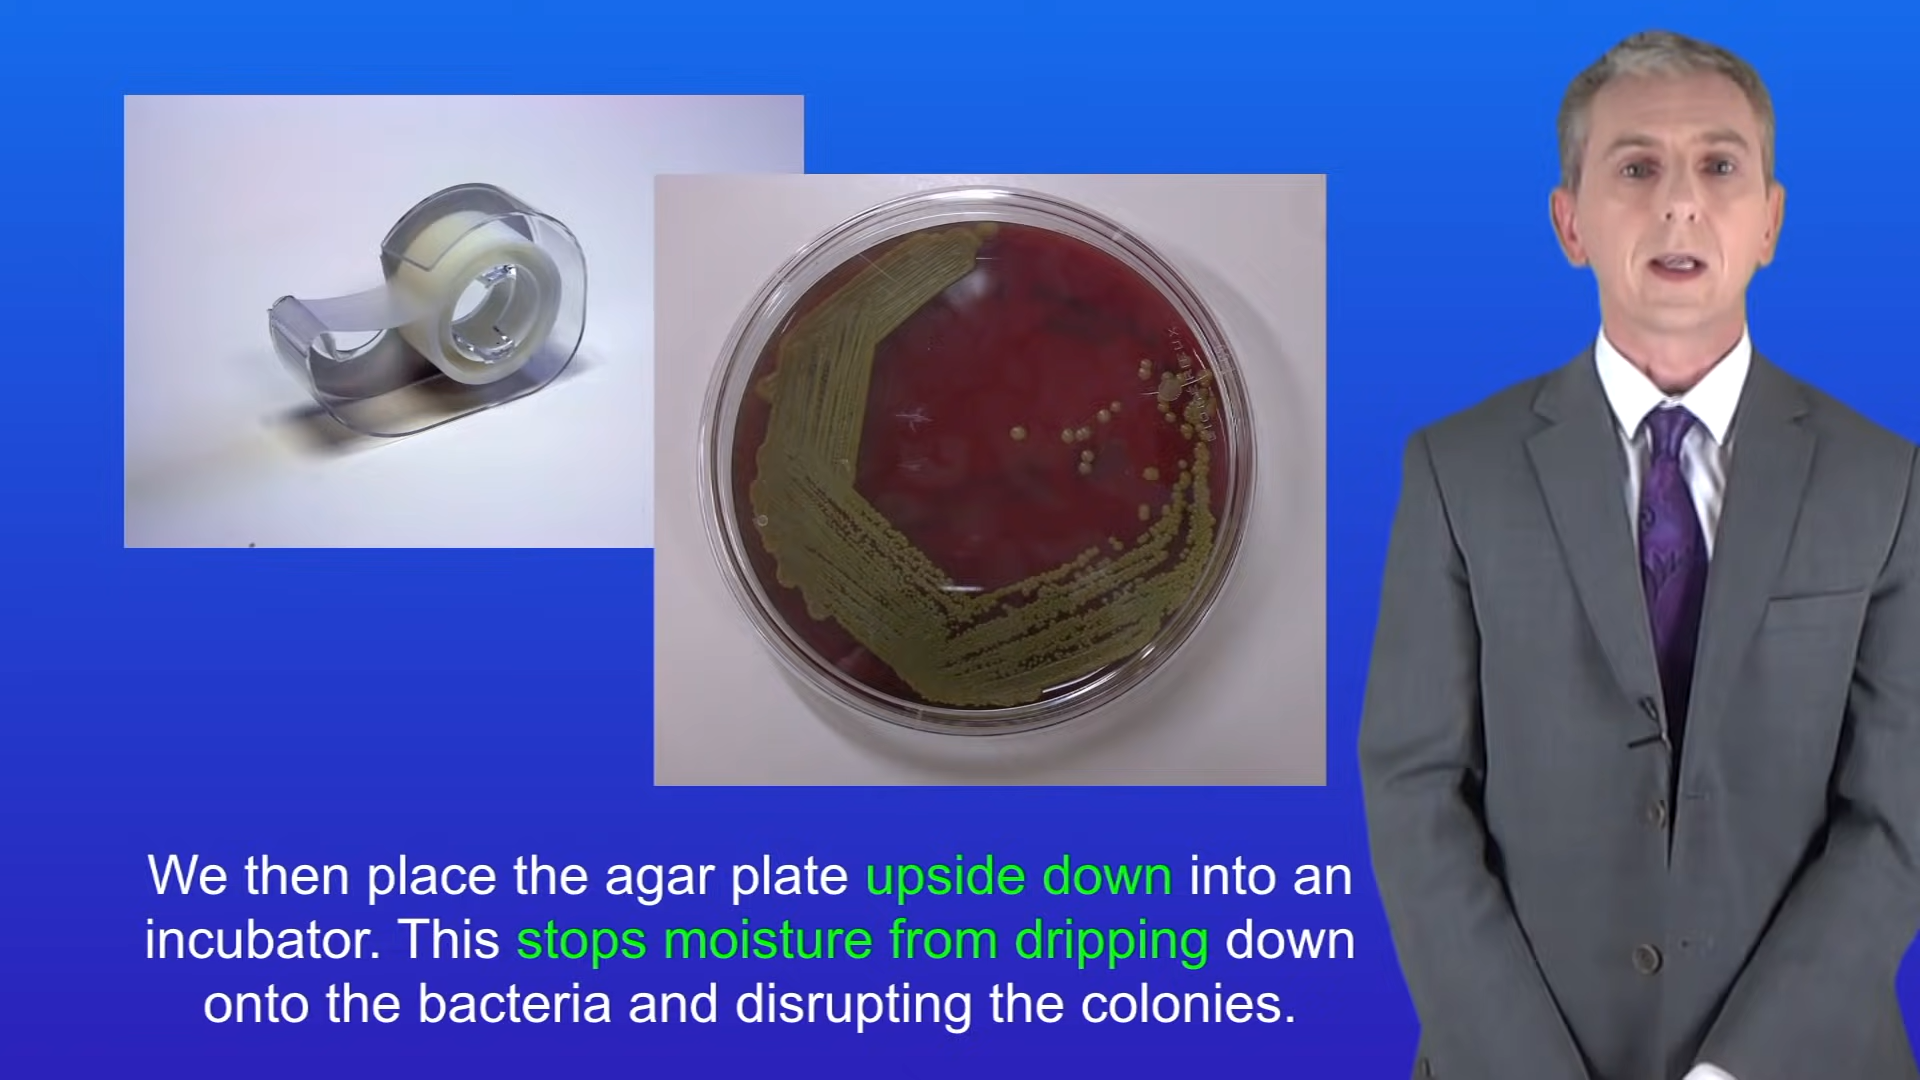 We then place the agar plate upside down into an
incubator. This stops moisture from dripping down
onto the bacteria and disrupting the colonies.